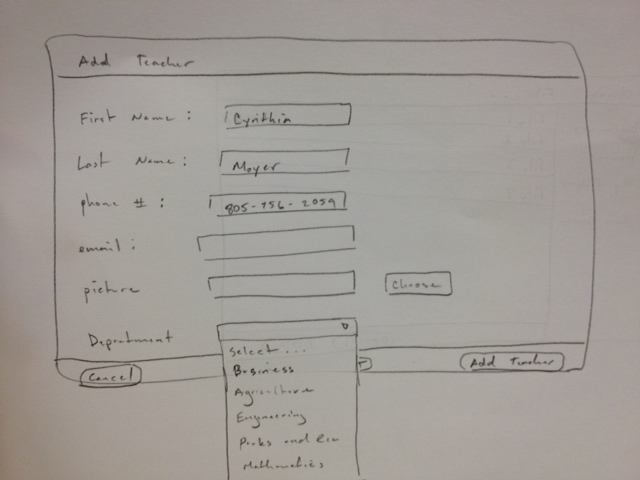 Add Teacher
First Name : Cynthia
Last Name : Moyer
phone # : 805-756-2059
email :
picture Choose
Department
Select ...
Business
Agriculture
Engineering
Parks and Rec
Mathematics
Cancel Add Teacher